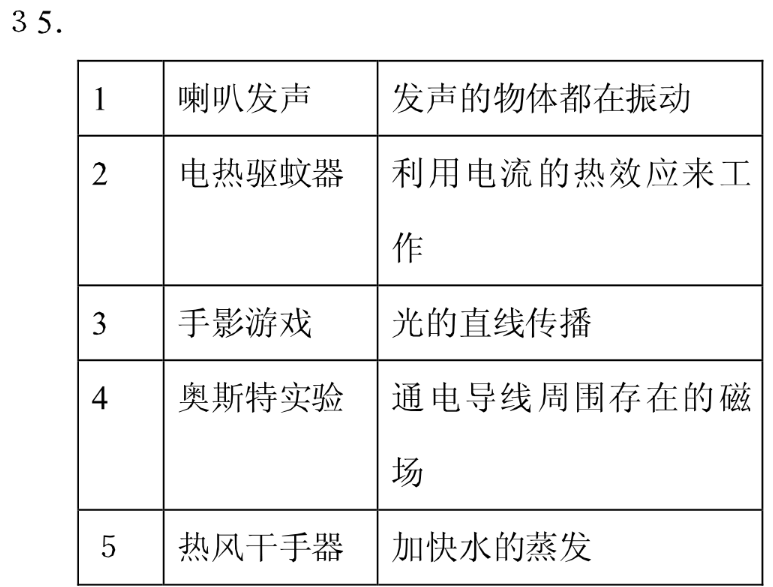 35.
1 喇叭发声 发声的物体都在振动
2 电热驱蚊器 利用电流的热效应来工
作
3 手影游戏 光的直线传播
4 奥斯特实验 通电导线周围存在的磁
场
5 热风干手器 加快水的蒸发